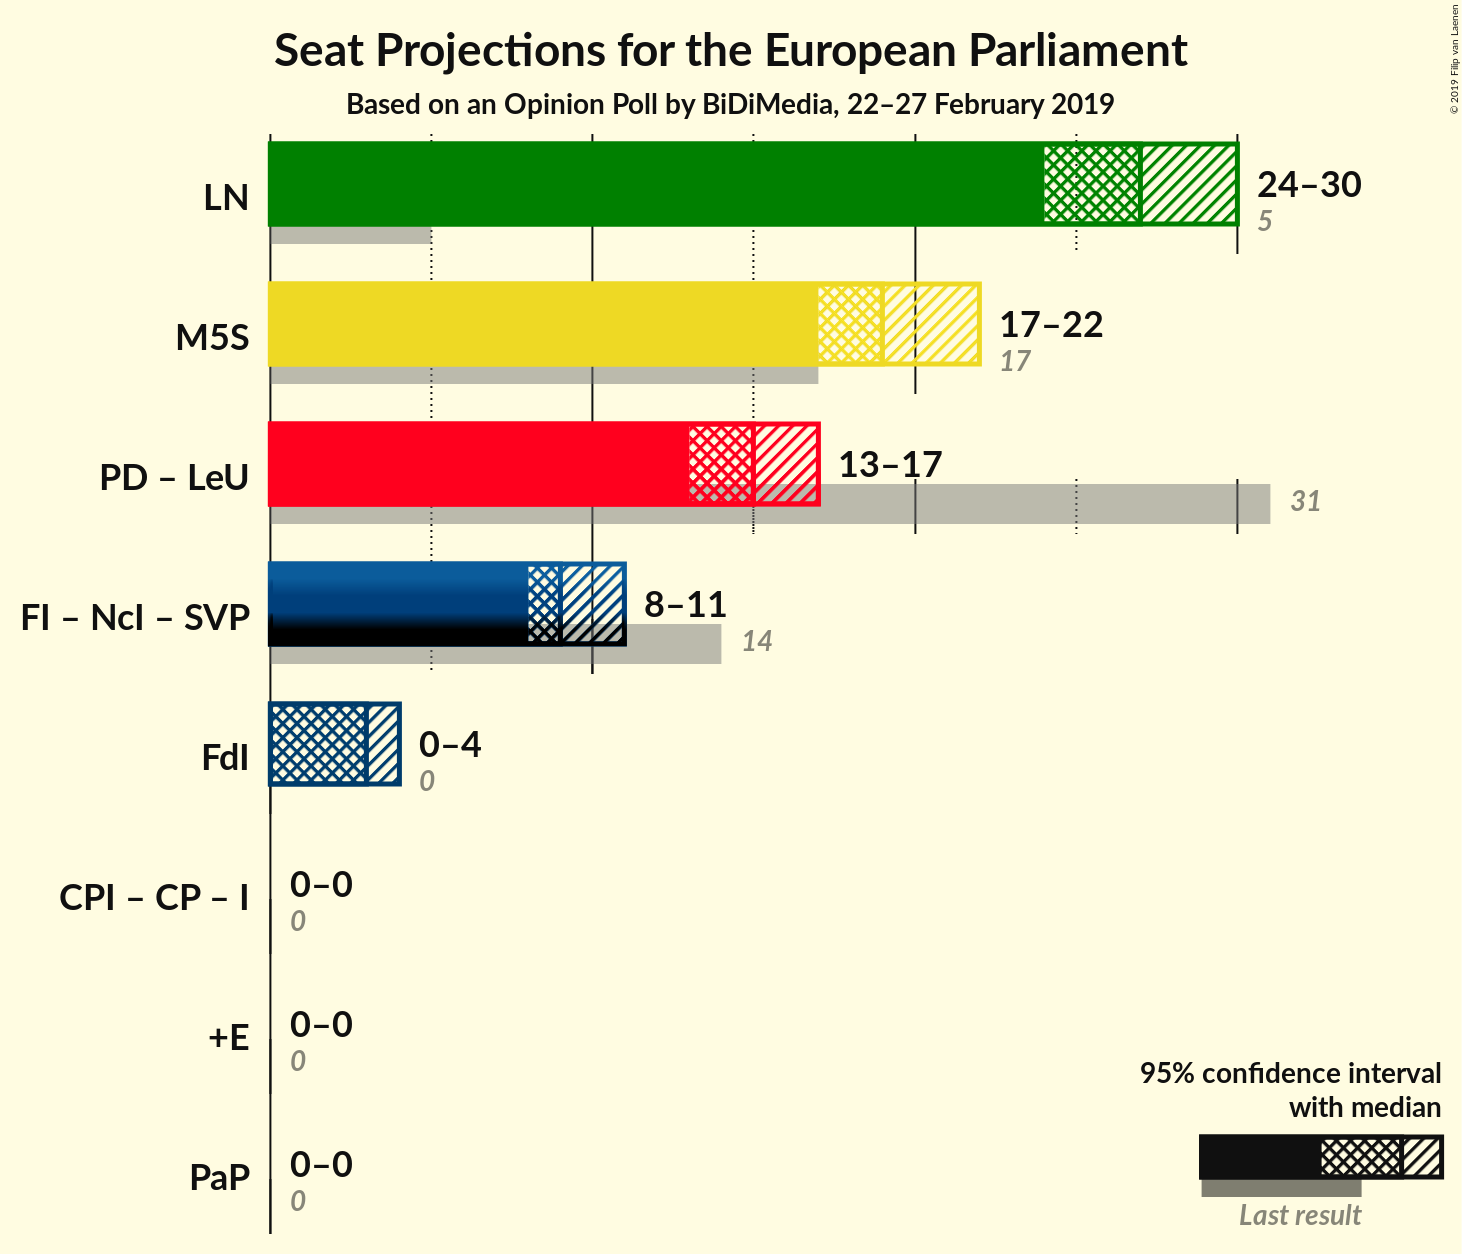 Seat Projections for the European Parliament
Based on an Opinion Poll by BiDiMedia, 22–27 February 2019
© 2019 Filip van Laenen
LN
24–30
5
M5S
17–22
17
PD – LeU
13–17
31
FI – NcI – SVP
8–11
14
FdI
0–4
0
CPI – CP – I
0–0
0
+E
0–0
0
PaP
0–0
0
95% confidence interval
with median
Last result